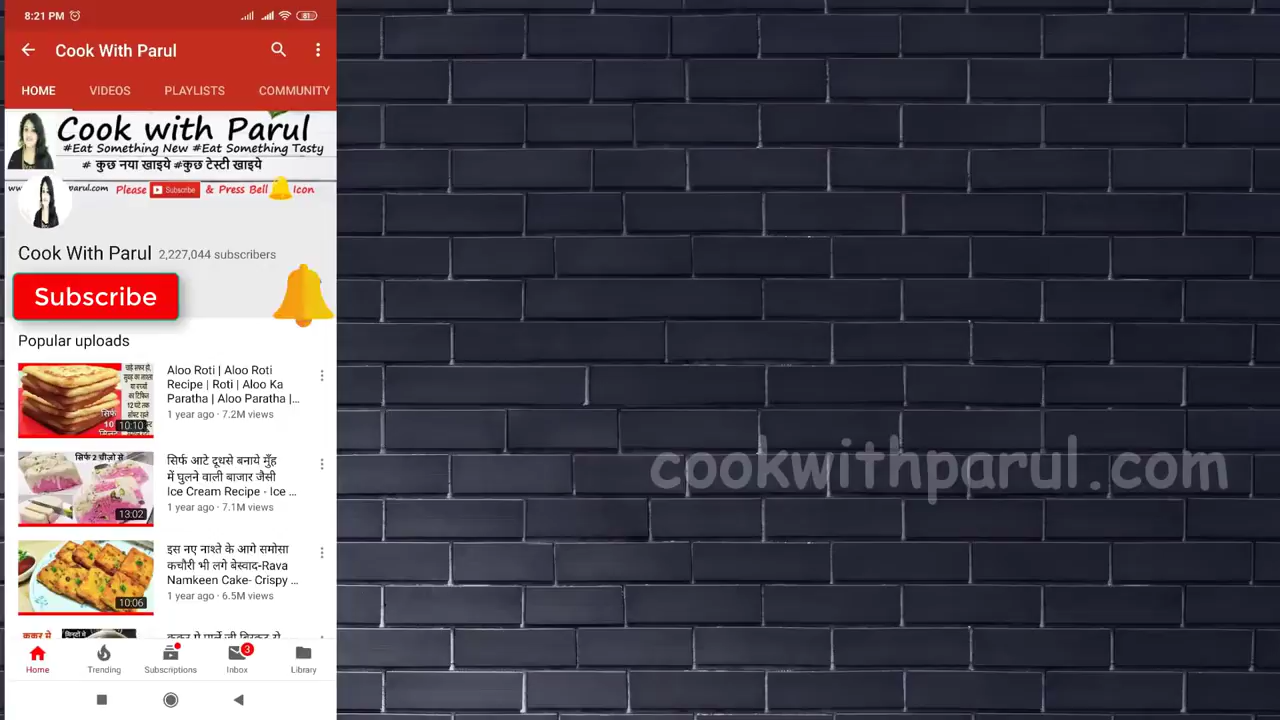 8:21 PM
81
Cook With Parul
HOME VIDEOS PLAYLISTS COMMUNITY
Cook with Parul
#Eat Something New #Eat Something Tasty
# कुछ नया खाइये #कुछ टेस्टी खाइये
parul.com Please Subscribe & Press Bell Icon
Cook With Parul 2,227,044 subscribers
Subscribe
Popular uploads
Aloo Roti | Aloo Roti
Recipe | Roti | Aloo Ka
Paratha | Aloo Paratha |...
1 year ago · 7.2M views
सिर्फ
10
10:10
सिर्फ 2 चीज़ो से
13:02
सिर्फ आटे दूधसे बनाये मुँह
में घुलने वाली बाजार जैसी
Ice Cream Recipe - Ice ...
1 year ago · 7.1M views
10:06
इस नए नाश्ते के आगे समोसा
कचौरी भी लगे बेस्वाद-Rava
Namkeen Cake- Crispy ...
1 year ago · 6.5M views
3
Home Trending Subscriptions Inbox Library
cookwithparul.com